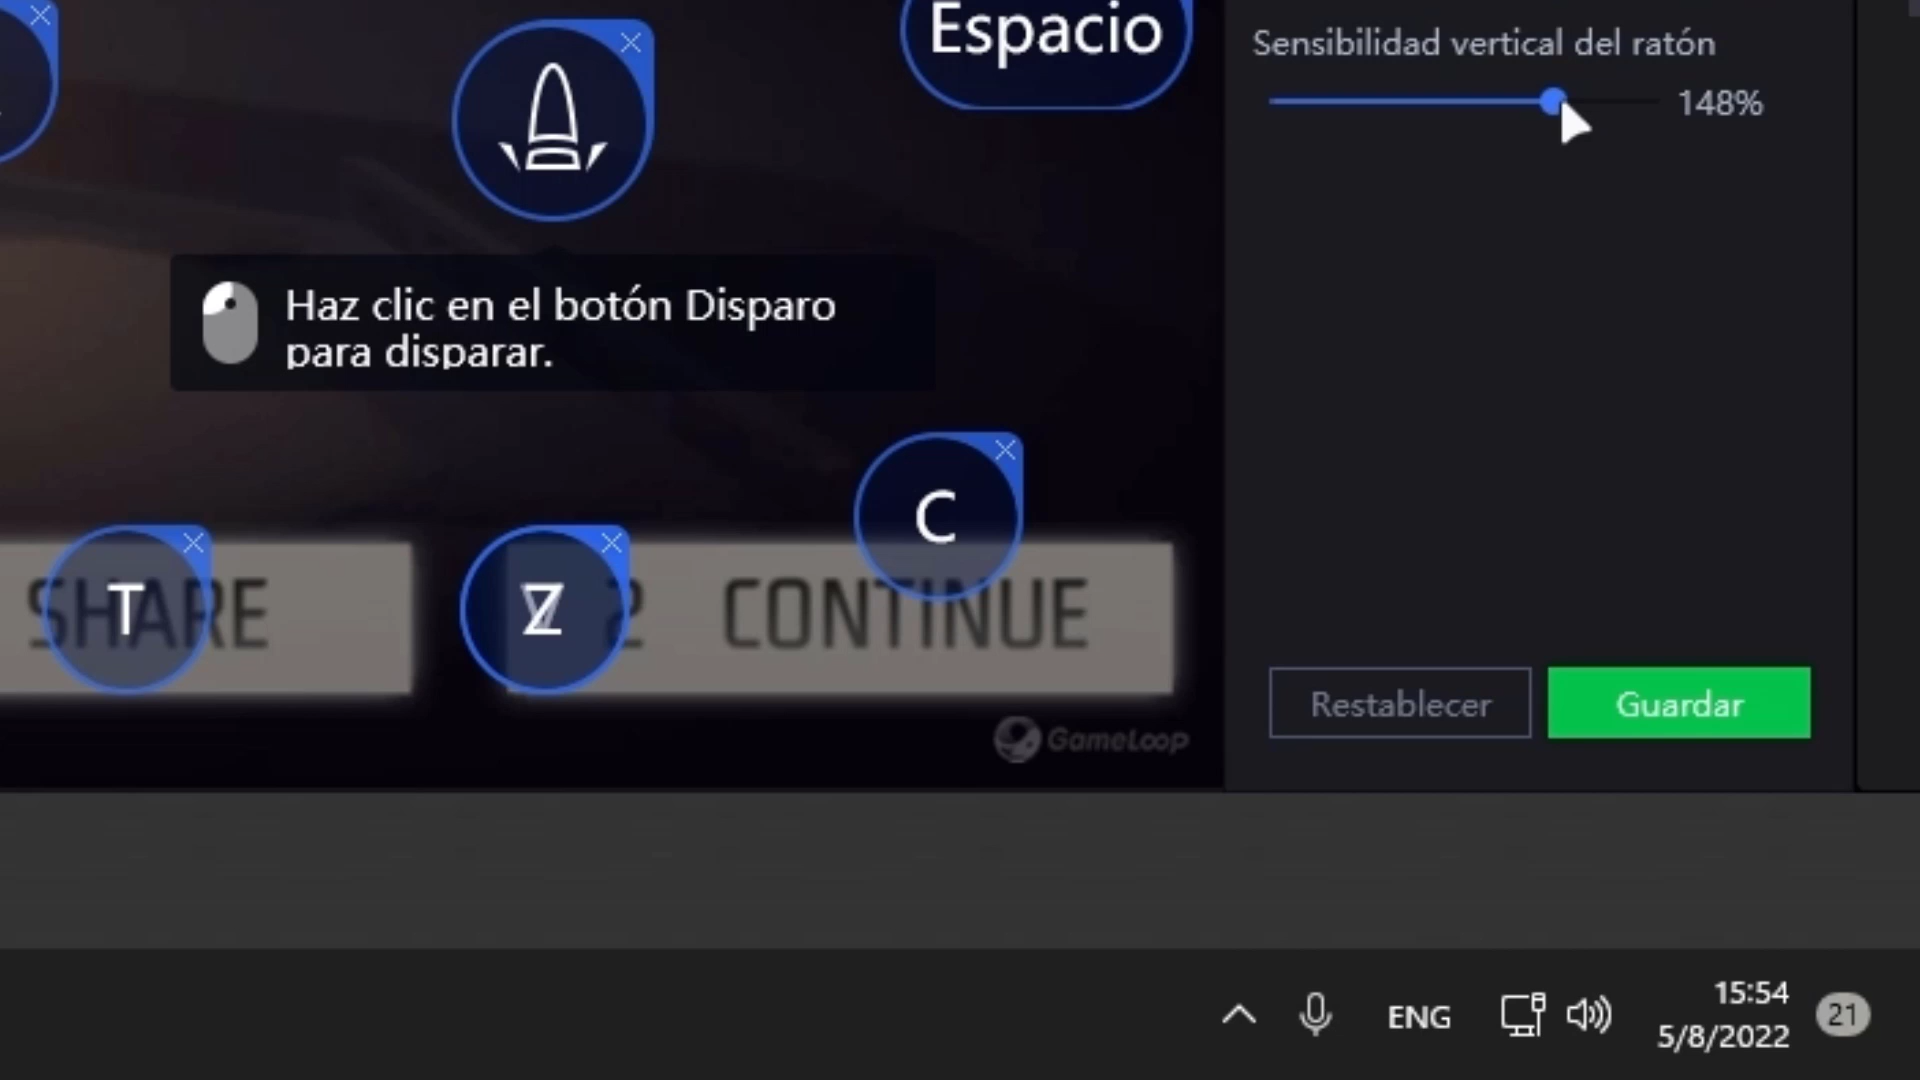 Espacio
Sensibilidad vertical del ratón
148%
Haz clic en el botón Disparo
para disparar.
C
SHARE
T
Z
2 CONTINUE
Restablecer
Guardar
GameLoop
ENG
15:54
5/8/2022
21